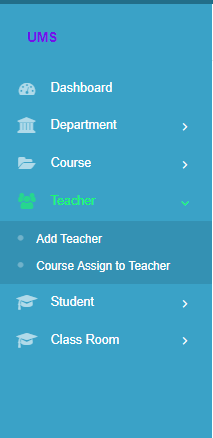 UMS
Dashboard
Department
Course
Teacher
Add Teacher
Course Assign to Teacher
Student
Class Room